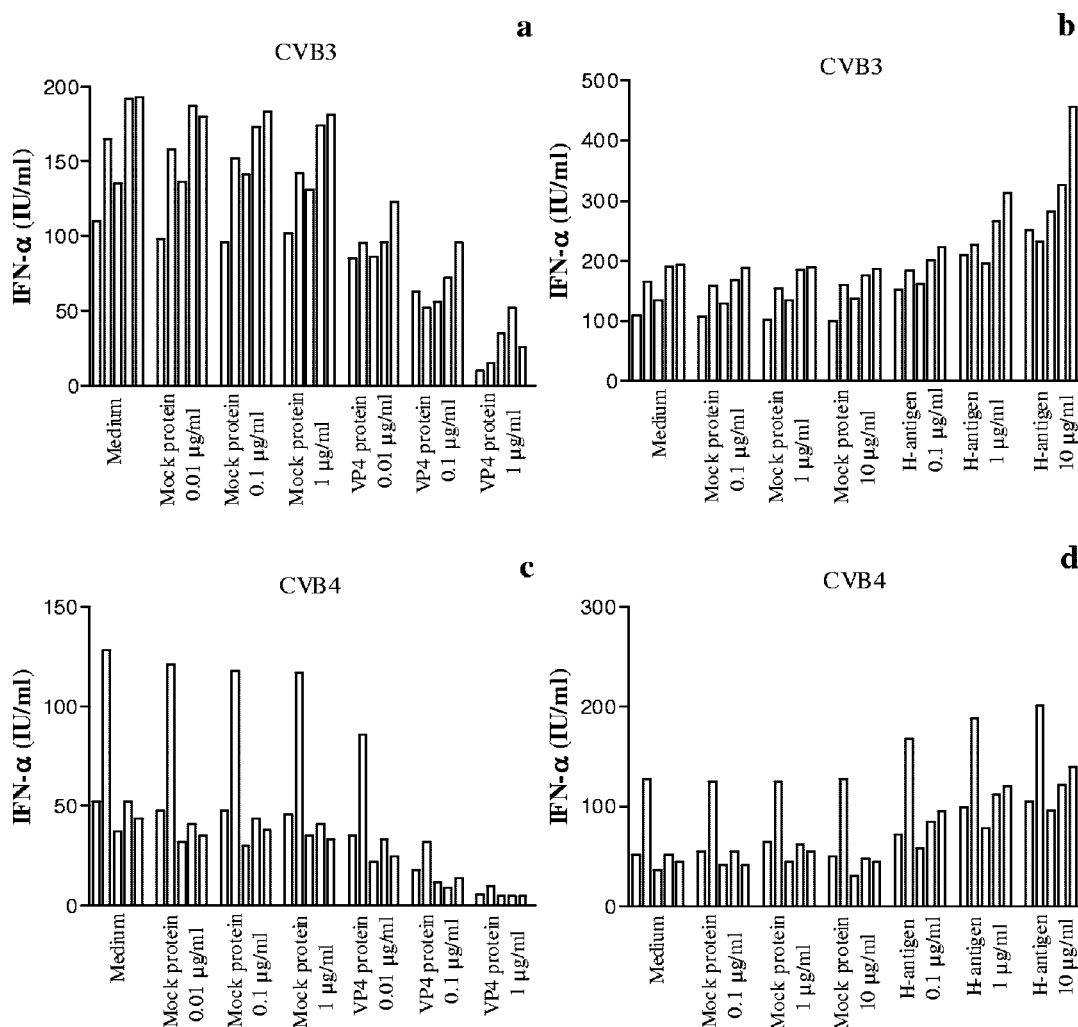 a
CVB3
IFN-α (IU/ml)
200
150
100
50
0
Medium
Mock protein
0.01 µg/ml
Mock protein
0.1 µg/ml
Mock protein
1 µg/ml
VP4 protein
0.01 µg/ml
VP4 protein
0.1 µg/ml
VP4 protein
1 µg/ml
b
CVB3
IFN-α (IU/ml)
500
400
300
200
100
0
Medium
Mock protein
0.1 µg/ml
Mock protein
1 µg/ml
Mock protein
10 µg/ml
H-antigen
0.1 µg/ml
H-antigen
1 µg/ml
H-antigen
10 µg/ml
c
CVB4
IFN-α (IU/ml)
150
100
50
0
Medium
Mock protein
0.01 µg/ml
Mock protein
0.1 µg/ml
Mock protein
1 µg/ml
VP4 protein
0.01 µg/ml
VP4 protein
0.1 µg/ml
VP4 protein
1 µg/ml
d
CVB4
IFN-α (IU/ml)
300
200
100
0
Medium
Mock protein
0.1 µg/ml
Mock protein
1 µg/ml
Mock protein
10 µg/ml
H-antigen
0.1 µg/ml
H-antigen
1 µg/ml
H-antigen
10 µg/ml